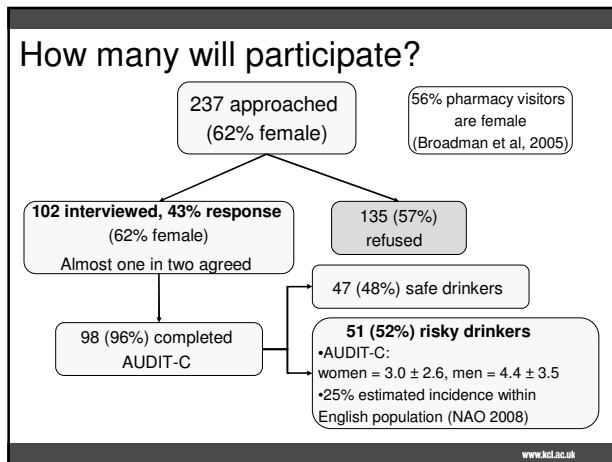 How many will participate?
237 approached
(62% female)
56% pharmacy visitors
are female
(Broadman et al, 2005)
102 interviewed, 43% response
(62% female)
Almost one in two agreed
135 (57%)
refused
47 (48%) safe drinkers
98 (96%) completed
AUDIT-C
51 (52%) risky drinkers
•AUDIT-C:
women = 3.0 ± 2.6, men = 4.4 ± 3.5
•25% estimated incidence within
English population (NAO 2008)
www.kcl.ac.uk